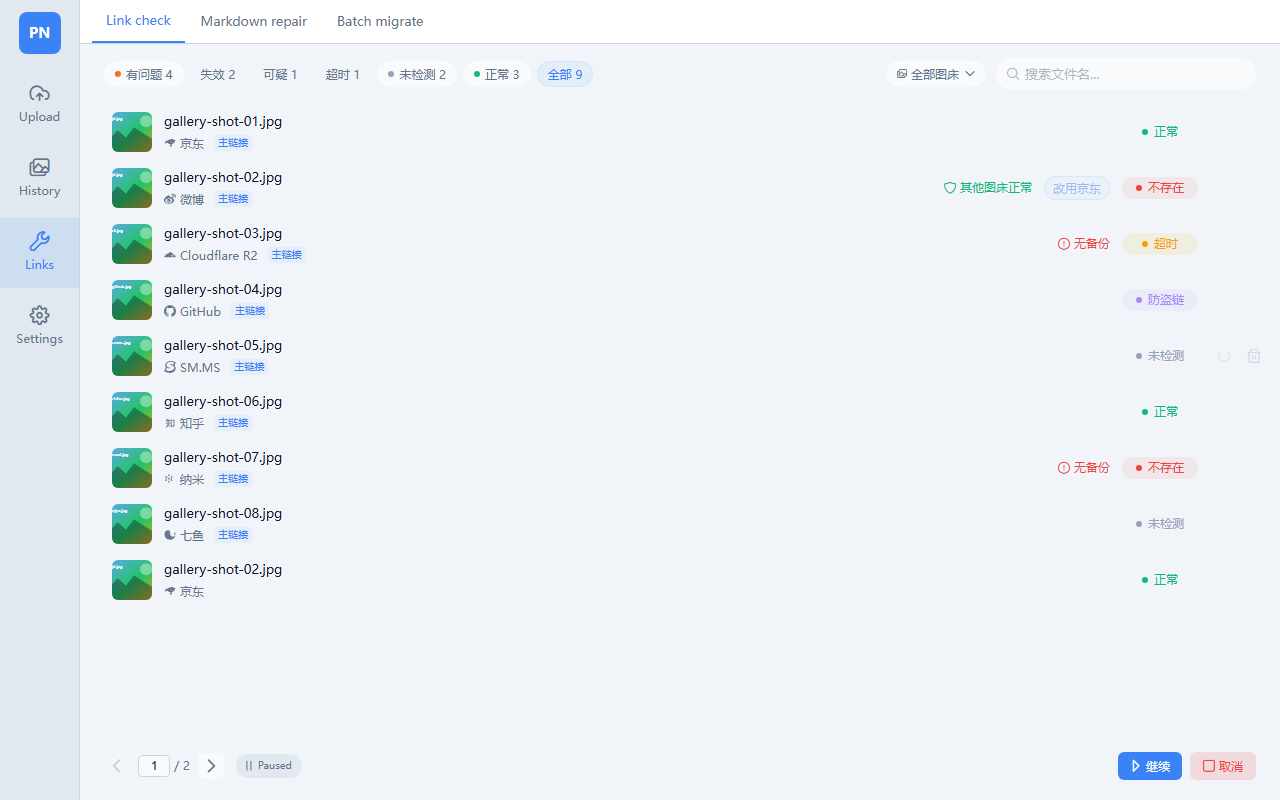 PN
Upload
History
Links
Settings
Link check
Markdown repair
Batch migrate
有问题 4
失效 2
可疑 1
超时 1
未检测 2
正常 3
全部 9
全部图床
搜索文件名...
gallery-shot-01.jpg
京东
主链接
正常
gallery-shot-02.jpg
微博
主链接
其他图床正常
改用京东
不存在
gallery-shot-03.jpg
Cloudflare R2
主链接
无备份
超时
gallery-shot-04.jpg
GitHub
主链接
防盗链
gallery-shot-05.jpg
SM.MS
主链接
未检测
gallery-shot-06.jpg
知 知乎
主链接
正常
gallery-shot-07.jpg
纳米
主链接
无备份
不存在
gallery-shot-08.jpg
七鱼
主链接
未检测
gallery-shot-02.jpg
京东
正常
1 / 2
Paused
继续
取消